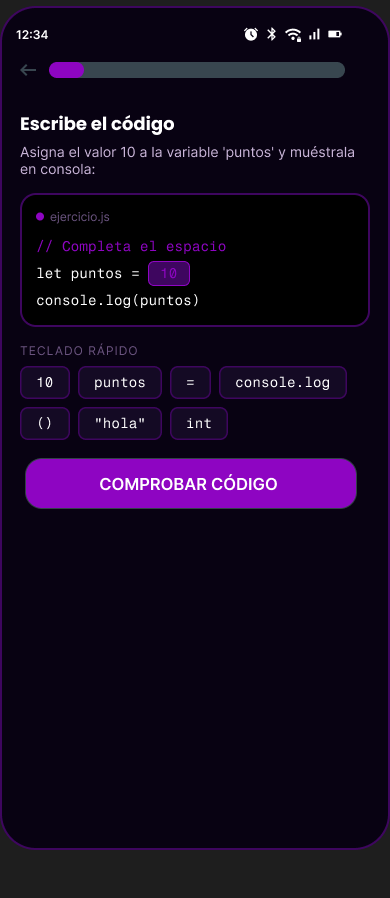 12:34
Escribe el código
Asigna el valor 10 a la variable 'puntos' y muéstrala
en consola:
ejercicio.js
// Completa el espacio
let puntos = 10
console.log(puntos)
TECLADO RÁPIDO
10 puntos = console.log
() "hola" int
COMPROBAR CÓDIGO